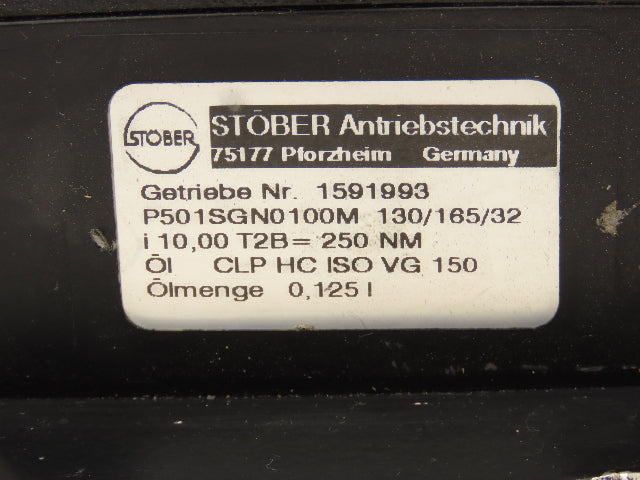 STÖBER
STÖBER Antriebstechnik
75177 Pforzheim Germany
Getriebe Nr. 1591993
P501SGN0100M 130/165/32
i 10,00 T2B= 250 NM
Öl CLP HC ISO VG 150
Ölmenge 0,125 l